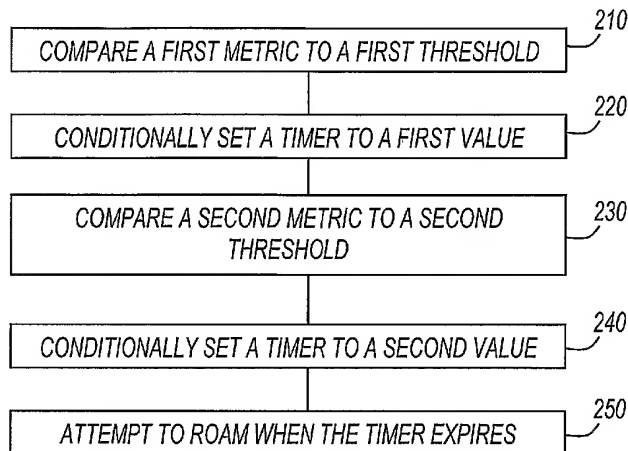 210
COMPARE A FIRST METRIC TO A FIRST THRESHOLD
220
CONDITIONALLY SET A TIMER TO A FIRST VALUE
230
COMPARE A SECOND METRIC TO A SECOND
THRESHOLD
240
CONDITIONALLY SET A TIMER TO A SECOND VALUE
250
ATTEMPT TO ROAM WHEN THE TIMER EXPIRES